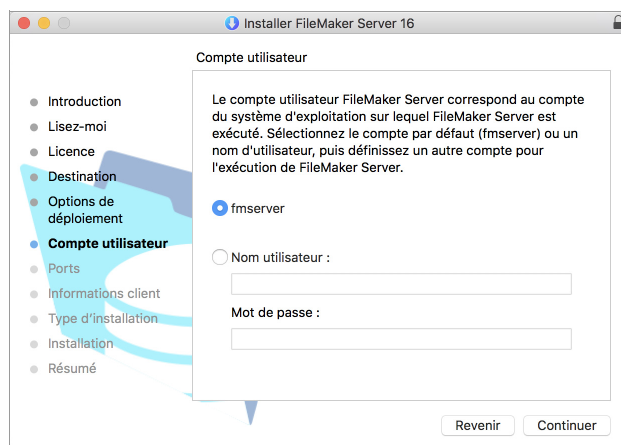 Installer FileMaker Server 16
Compte utilisateur
Introduction
Lisez-moi
Licence
Destination
Options de
déploiement
Compte utilisateur
Ports
Informations client
Type d'installation
Installation
Résumé
Le compte utilisateur FileMaker Server correspond au compte
du système d'exploitation sur lequel FileMaker Server est
exécuté. Sélectionnez le compte par défaut (fmserver) ou un
nom d'utilisateur, puis définissez un autre compte pour
l'exécution de FileMaker Server.
fmserver
Nom utilisateur :
Mot de passe :
Revenir
Continuer